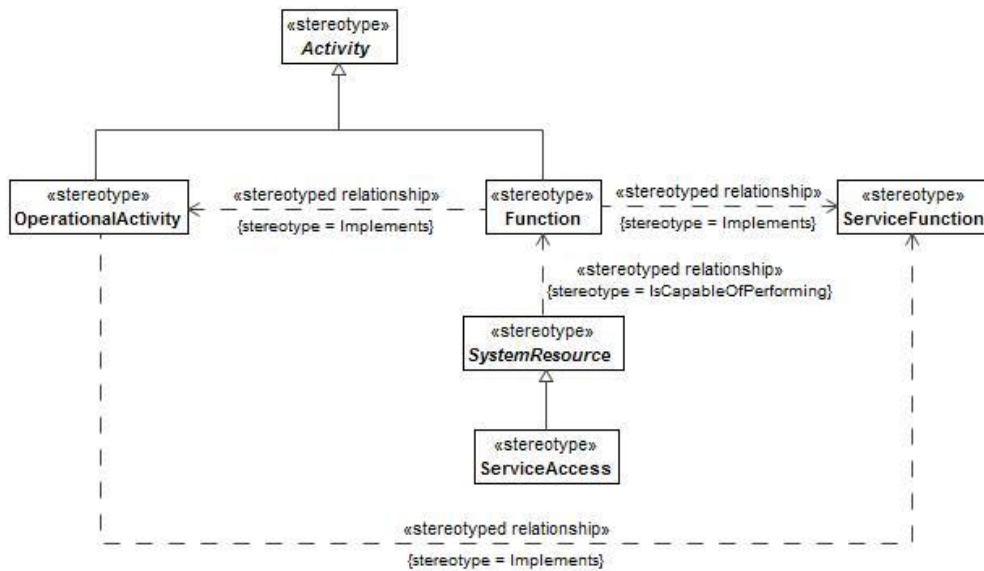 «stereotype»
Activity
«stereotype»
OperationalActivity
«stereotyped relationship»
{stereotype = Implements}
«stereotype»
Function
«stereotyped relationship»
{stereotype = Implements}
«stereotype»
ServiceFunction
«stereotyped relationship»
{stereotype = IsCapableOfPerforming}
«stereotype»
SystemResource
«stereotype»
ServiceAccess
«stereotyped relationship»
{stereotype = Implements}